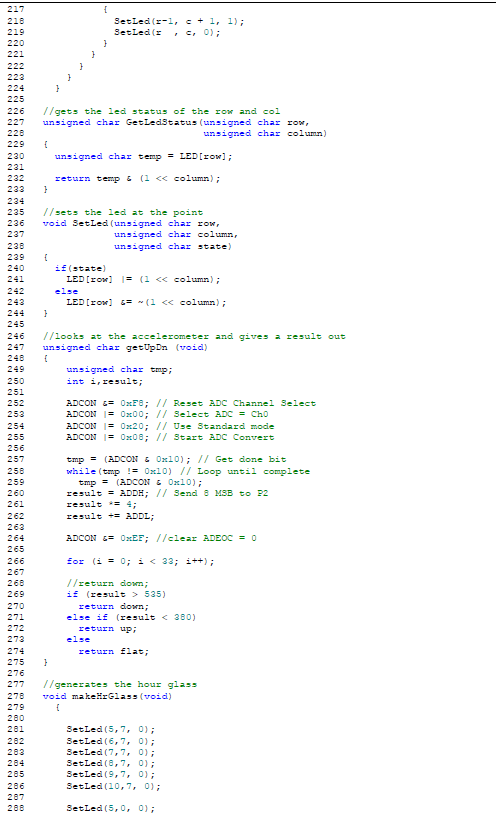 217 {
218 SetLed(r-1, c + 1, 1);
219 SetLed(r , c, 0);
220 }
221 }
222 }
223 }
224 }
225
226 //gets the led status of the row and col
227 unsigned char GetLedStatus(unsigned char row,
228 unsigned char column)
229 {
230 unsigned char temp = LED[row];
231
232 return temp & (1 << column);
233 }
234
235 //sets the led at the point
236 void SetLed(unsigned char row,
237 unsigned char column,
238 unsigned char state)
239 {
240 if(state)
241 LED[row] |= (1 << column);
242 else
243 LED[row] &= ~(1 << column);
244 }
245
246 //looks at the accelerometer and gives a result out
247 unsigned char getUpDn (void)
248 {
249 unsigned char tmp;
250 int i,result;
251
252 ADCON &= 0xF8; // Reset ADC Channel Select
253 ADCON |= 0x00; // Select ADC = Ch0
254 ADCON |= 0x20; // Use Standard mode
255 ADCON |= 0x08; // Start ADC Convert
256
257 tmp = (ADCON & 0x10); // Get done bit
258 while(tmp != 0x10) // Loop until complete
259 tmp = (ADCON & 0x10);
260 result = ADDH; // Send 8 MSB to P2
261 result *= 4;
262 result += ADDL;
263
264 ADCON &= 0xEF; //clear ADEOC = 0
265
266 for (i = 0; i < 33; i++);
267
268 //return down;
269 if (result > 535)
270 return down;
271 else if (result < 380)
272 return up;
273 else
274 return flat;
275 }
276
277 //generates the hour glass
278 void makeHrGlass(void)
279 {
280
281 SetLed(5,7, 0);
282 SetLed(6,7, 0);
283 SetLed(7,7, 0);
284 SetLed(8,7, 0);
285 SetLed(9,7, 0);
286 SetLed(10,7, 0);
287
288 SetLed(5,0, 0);